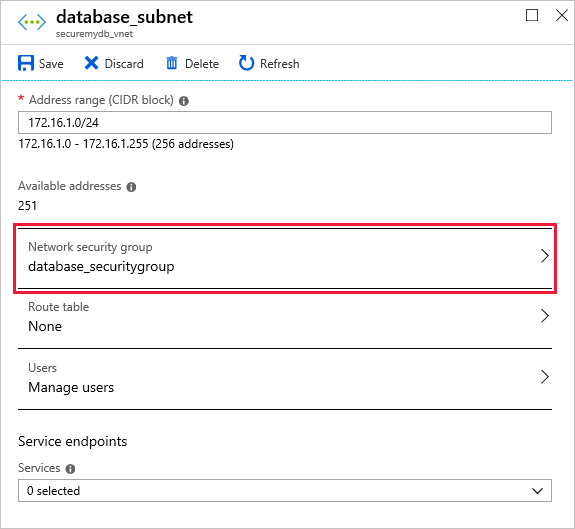 database_subnet
securemydb_vnet
Save Discard Delete Refresh
* Address range (CIDR block)
172.16.1.0/24
172.16.1.0 - 172.16.1.255 (256 addresses)
Available addresses
251
Network security group
database_securitygroup
Route table
None
Users
Manage users
Service endpoints
Services
0 selected